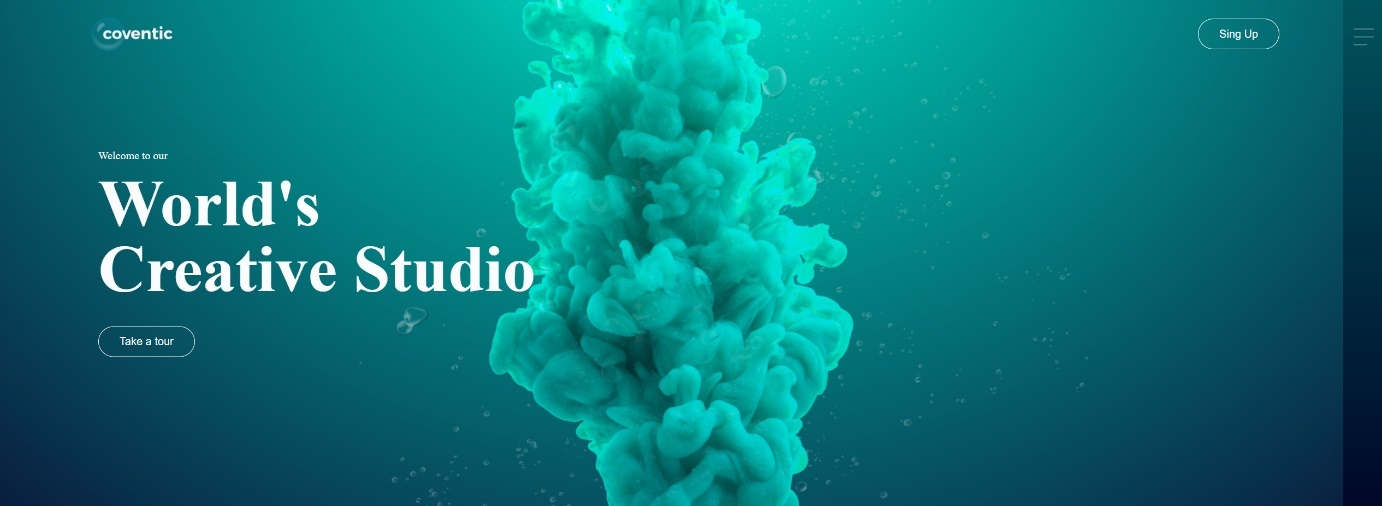 coventic
Sing Up
Welcome to our
World's
Creative Studio
Take a tour